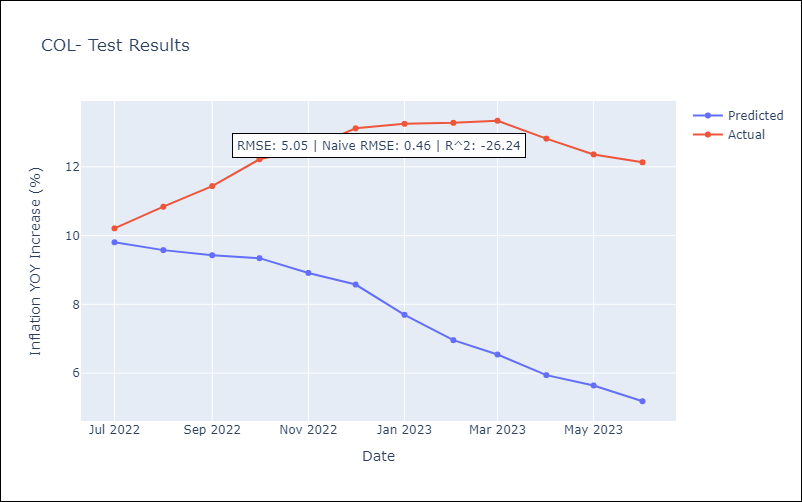 COL- Test Results
Predicted
Actual
RMSE: 5.05 | Naive RMSE: 0.46 | R^2: -26.24
12
10
8
6
Inflation YOY Increase (%)
Jul 2022 Sep 2022 Nov 2022 Jan 2023 Mar 2023 May 2023
Date